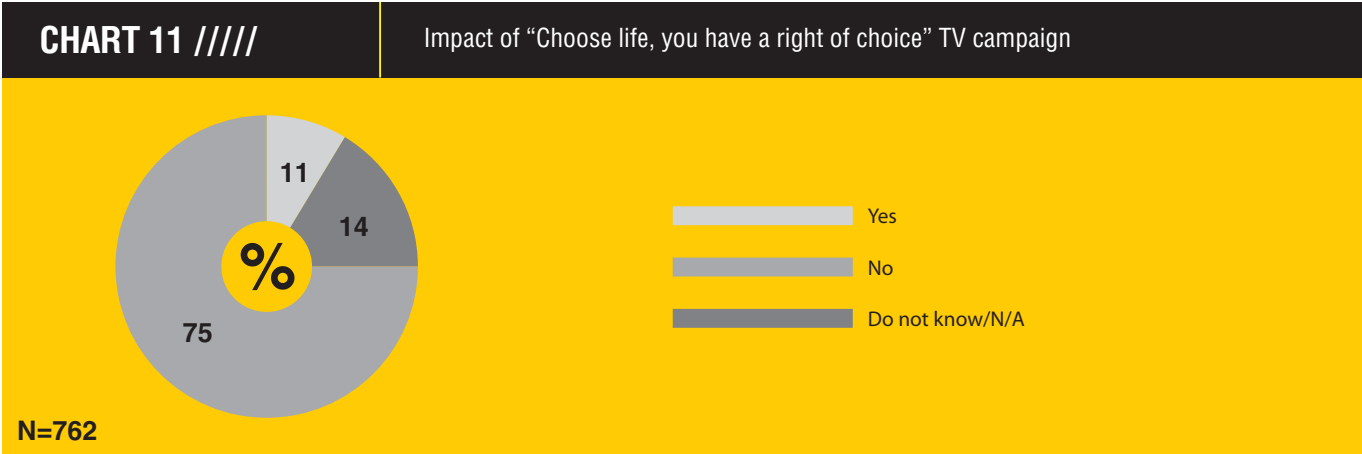 CHART 11 /////
Impact of “Choose life, you have a right of choice” TV campaign
11
14
%
75
Yes
No
Do not know/N/A
N=762